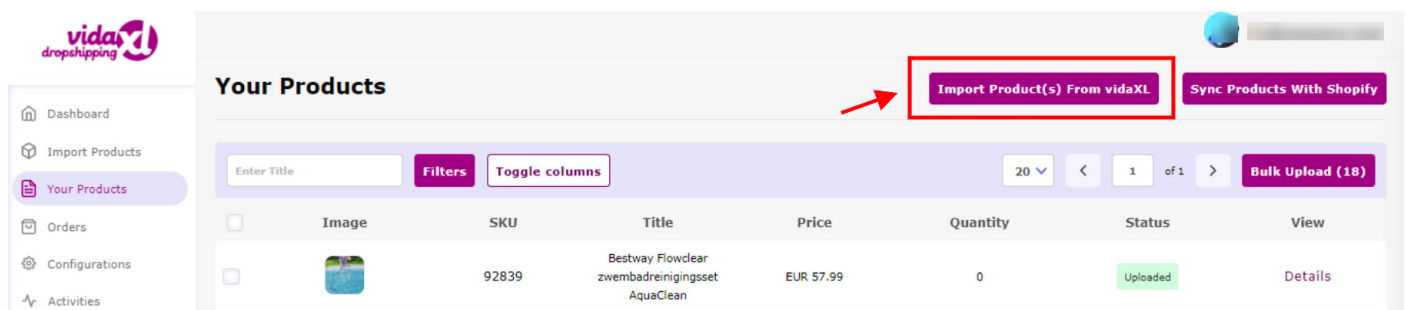 vidaXL
dropshipping
Your Products
Import Product(s) From vidaXL
Sync Products With Shopify
Dashboard
Import Products
Your Products
Orders
Configurations
Activities
Enter Title
Filters
Toggle columns
20
1
of 1
Bulk Upload (18)
Image SKU Title Price Quantity Status View
Bestway Flowclear
zwembadreinigingsset
AquaClean
92839
EUR 57.99
0
Uploaded
Details